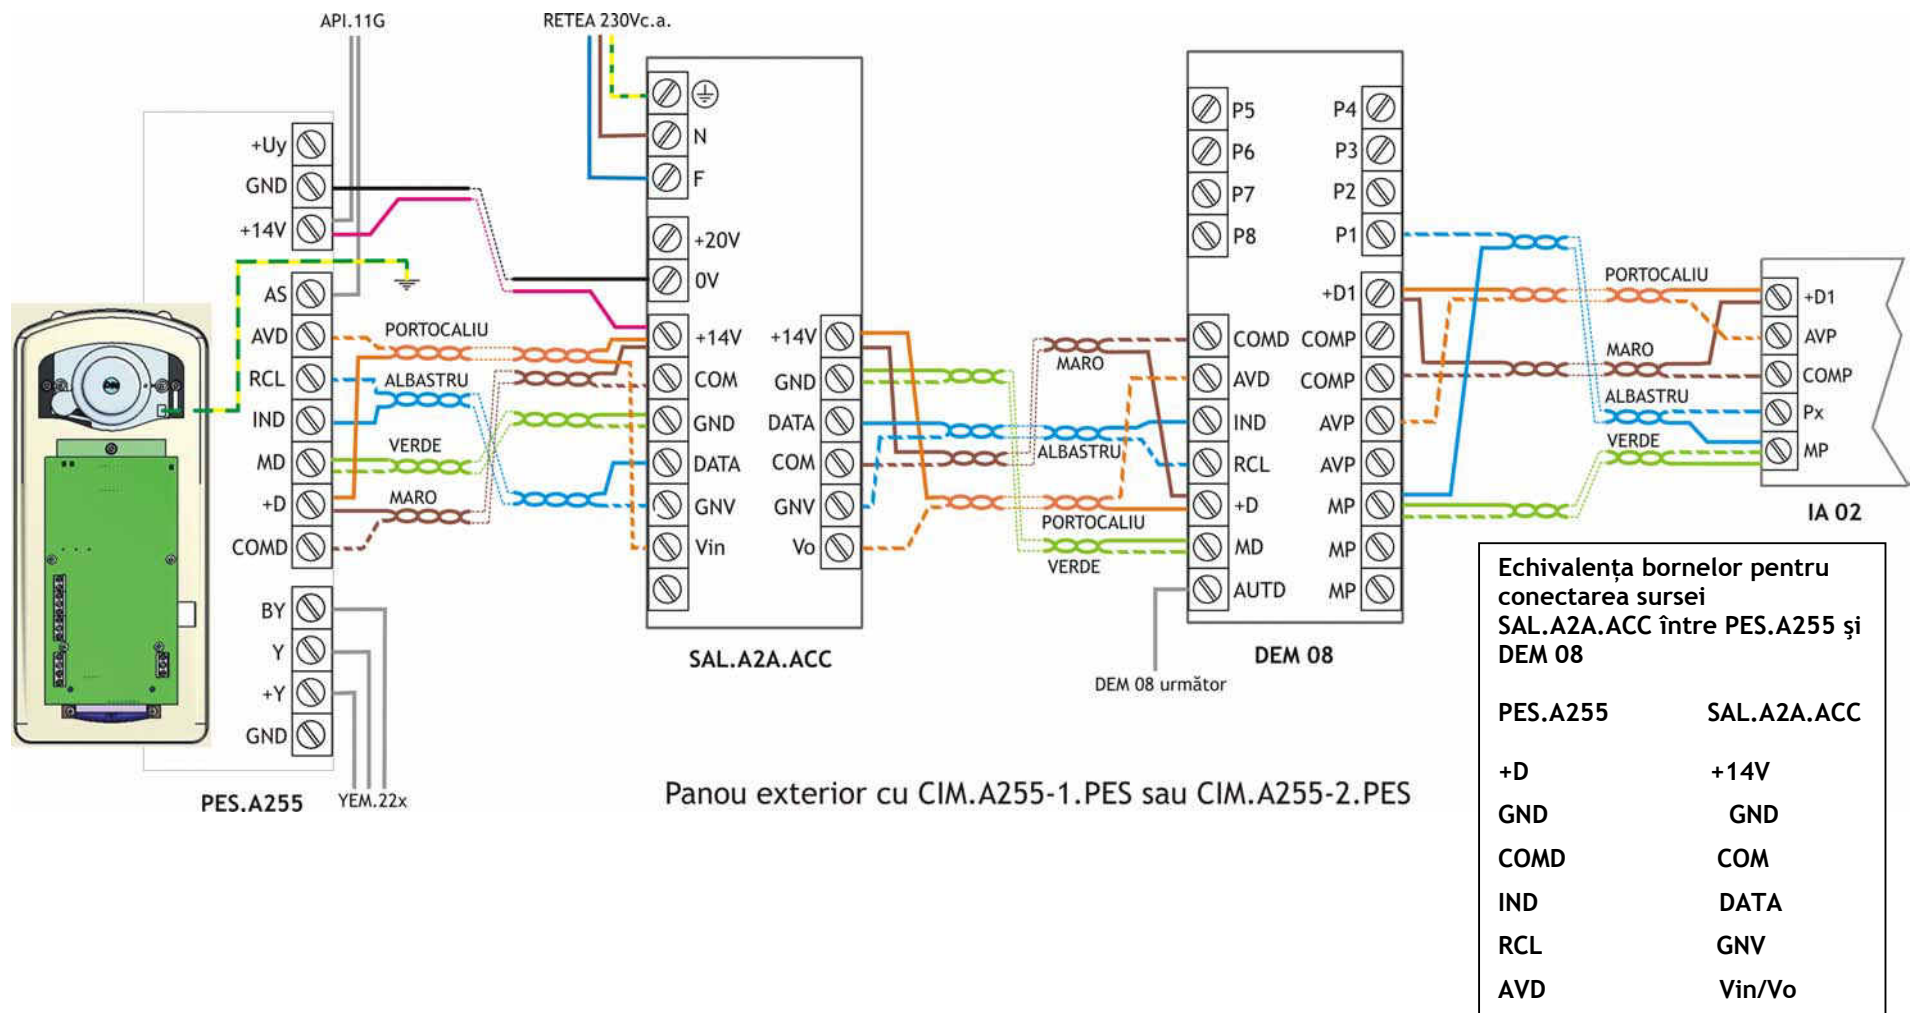 API.11G
RETEA 230Vc.a.
+Uy
GND
+14V
AS
AVD
RCL
IND
MD
+D
COMD
BY
Y
+Y
GND
PES.A255
YEM.22x
PORTOCALIU
ALBASTRU
VERDE
MARO
N
F
+20V
0V
+14V
COM
GND
DATA
GNV
Vin
+14V
GND
DATA
COM
GNV
Vo
SAL.A2A.ACC
MARO
ALBASTRU
PORTOCALIU
VERDE
P5
P6
P7
P8
COMD
AVD
IND
RCL
+D
MD
AUTD
P4
P3
P2
P1
+D1
COMP
COMP
AVP
AVP
MP
MP
MP
DEM 08
DEM 08 următor
PORTOCALIU
MARO
ALBASTRU
VERDE
+D1
AVP
COMP
Px
MP
IA 02
Panou exterior cu CIM.A255-1.PES sau CIM.A255-2.PES
Echivalența bornelor pentru
conectarea sursei
SAL.A2A.ACC între PES.A255 şi
DEM 08
PES.A255 SAL.A2A.ACC
+D +14V
GND GND
COMD COM
IND DATA
RCL GNV
AVD Vin/Vo